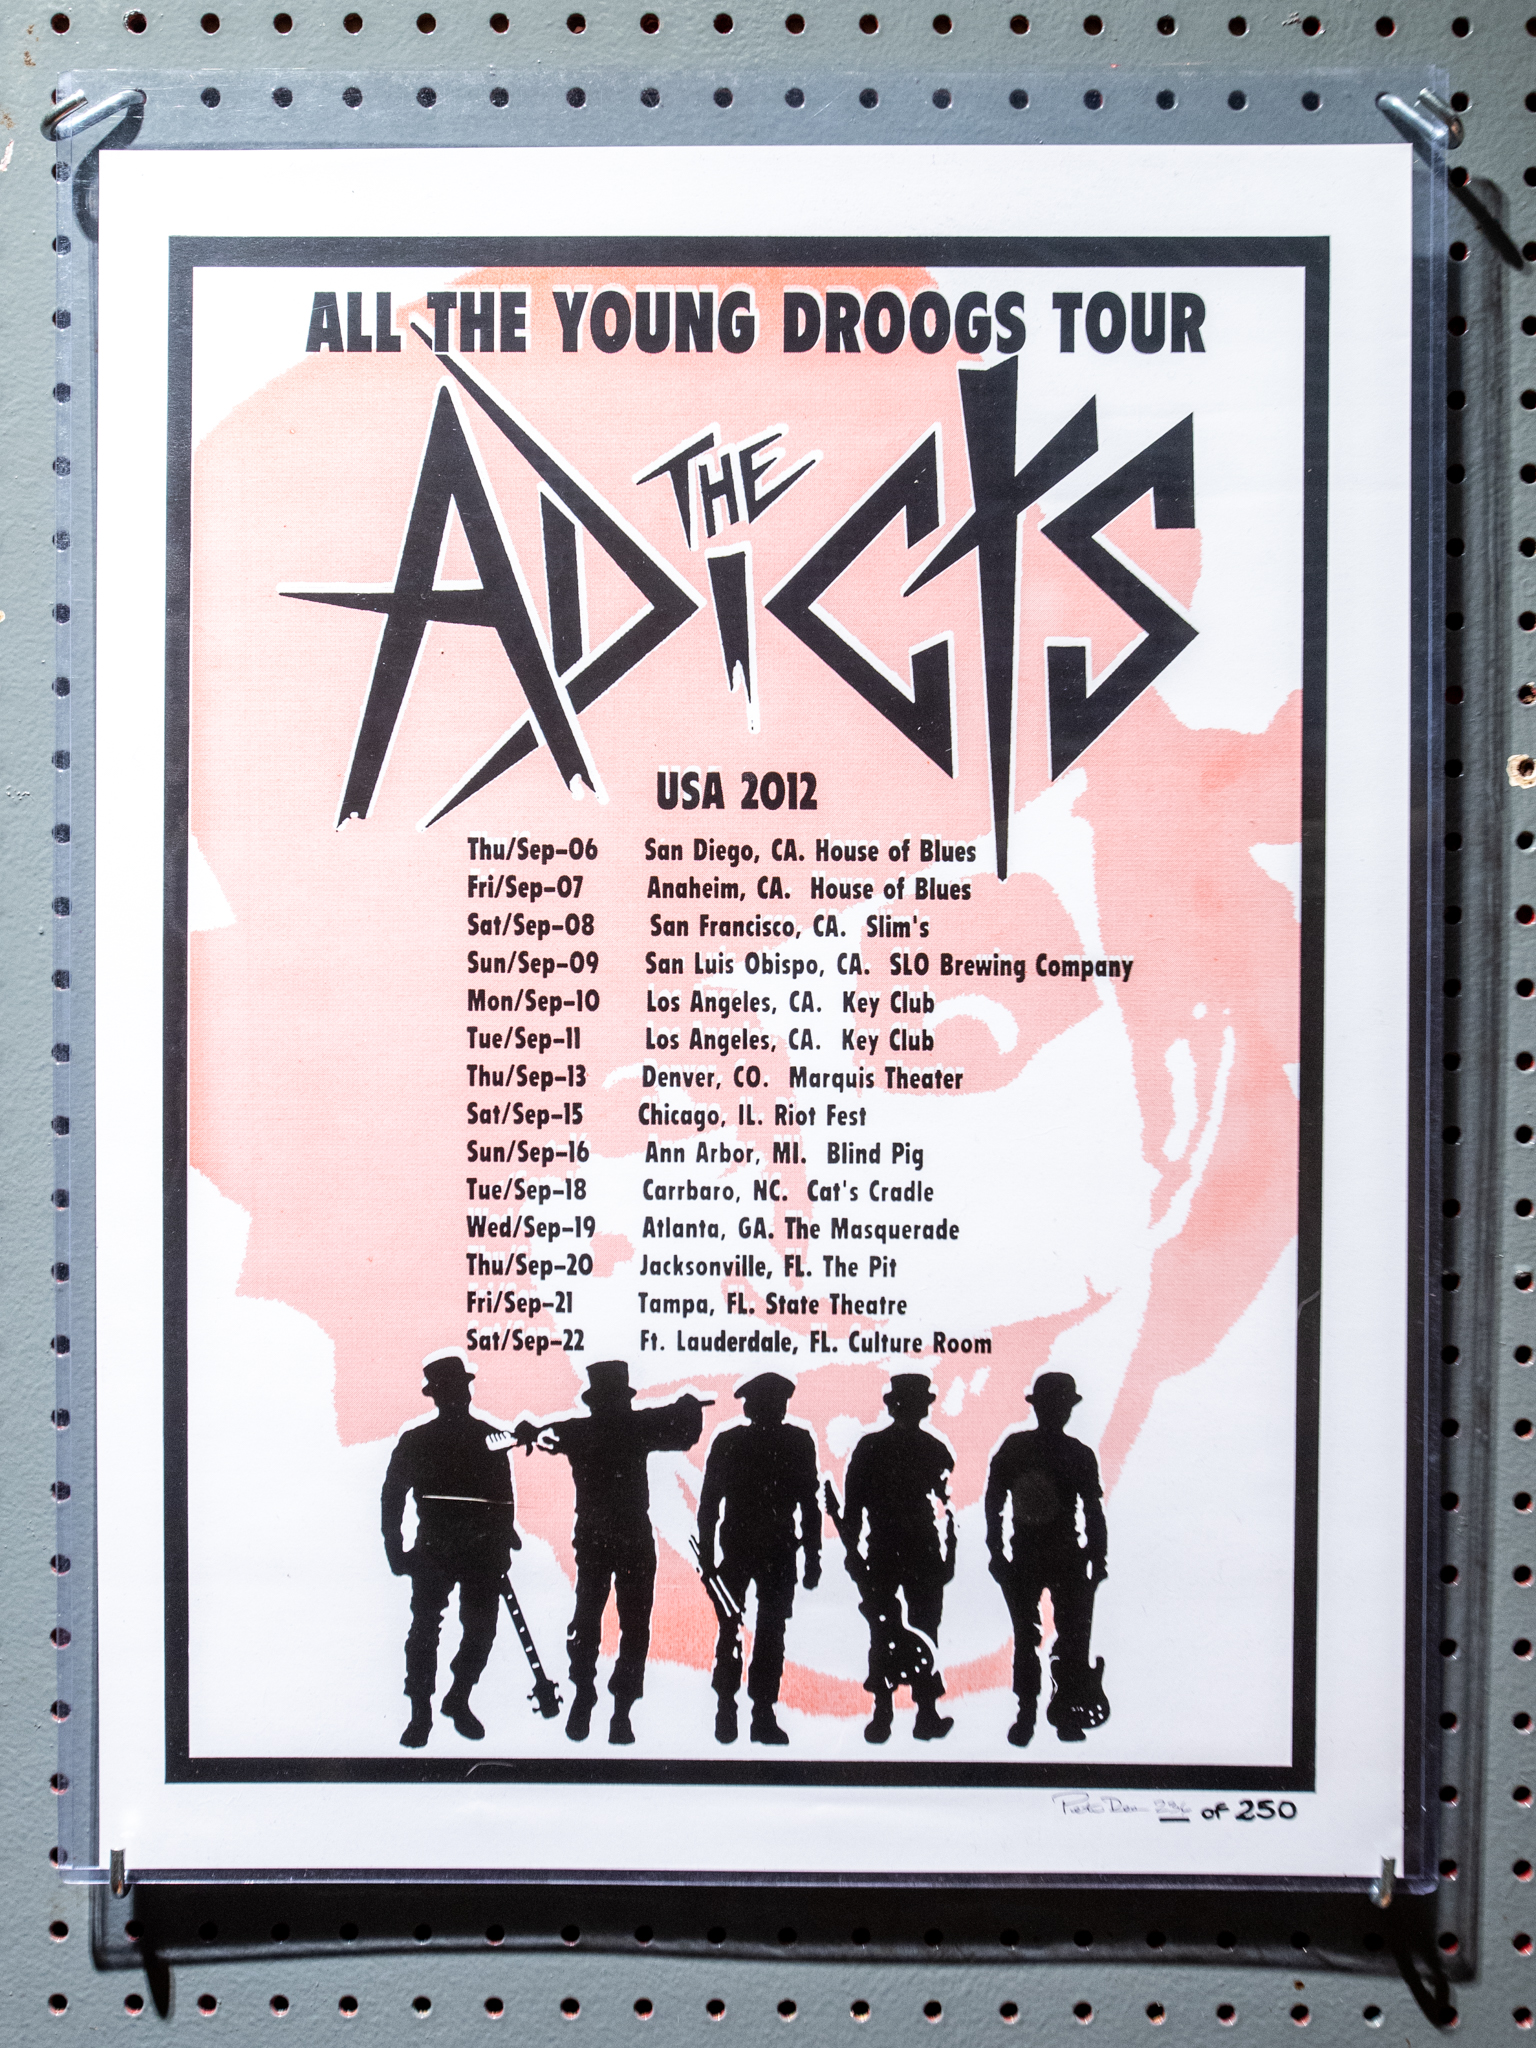 ALL THE YOUNG DROOGS TOUR
THE
ADiCtS
USA 2012
Thu/Sep-06 San Diego, CA. House of Blues
Fri/Sep-07 Anaheim, CA. House of Blues
Sat/Sep-08 San Francisco, CA. Slim's
Sun/Sep-09 San Luis Obispo, CA. SLO Brewing Company
Mon/Sep-10 Los Angeles, CA. Key Club
Tue/Sep-11 Los Angeles, CA. Key Club
Thu/Sep-13 Denver, CO. Marquis Theater
Sat/Sep-15 Chicago, IL. Riot Fest
Sun/Sep-16 Ann Arbor, MI. Blind Pig
Tue/Sep-18 Carrbaro, NC. Cat's Cradle
Wed/Sep-19 Atlanta, GA. The Masquerade
Thu/Sep-20 Jacksonville, FL. The Pit
Fri/Sep-21 Tampa, FL. State Theatre
Sat/Sep-22 Ft. Lauderdale, FL. Culture Room
of 250